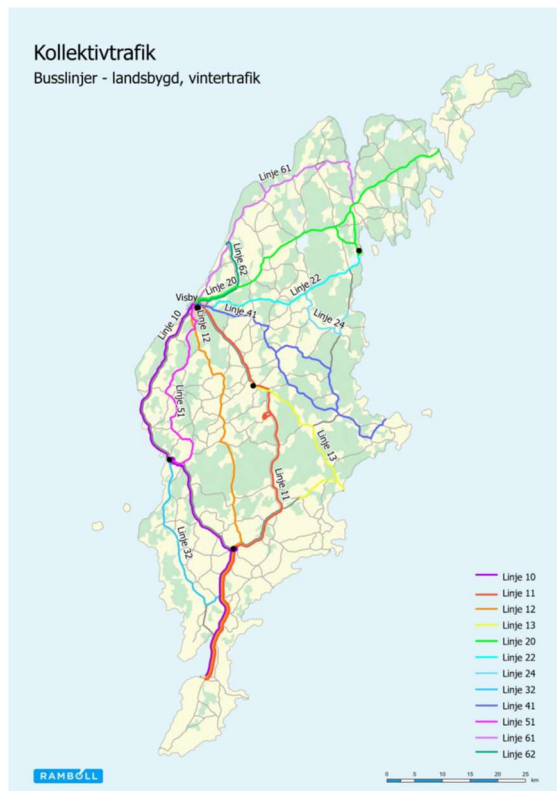 Kollektivtrafik
Busslinjer - landsbygd, vintertrafik
Linje 61
Linje 62
Linje 20
Linje 22
Visby
Linje 41
Linje 24
Linje 10
Linje 12
Linje 51
Linje 13
Linje 11
Linje 32
Linje 10
Linje 11
Linje 12
Linje 13
Linje 20
Linje 22
Linje 24
Linje 32
Linje 41
Linje 51
Linje 61
Linje 62
RAMBOLL
0 5 10 15 20 25
km